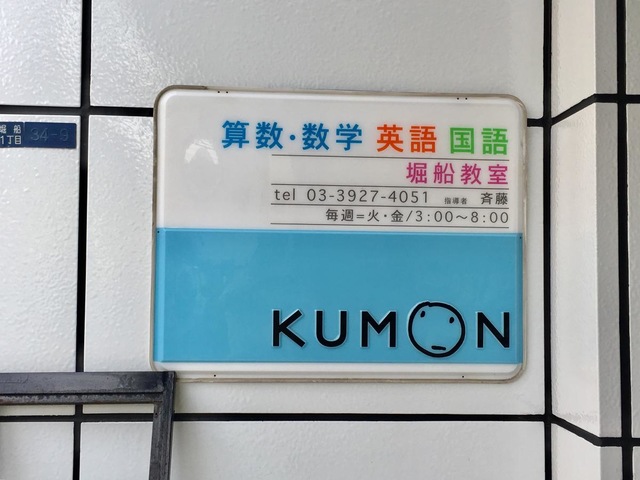 堀船
1丁目
34-9
算数・数学 英語 国語
堀船教室
tel 03-3927-4051 指導者 斉藤
毎週=火・金/3:00〜8:00
KUMON